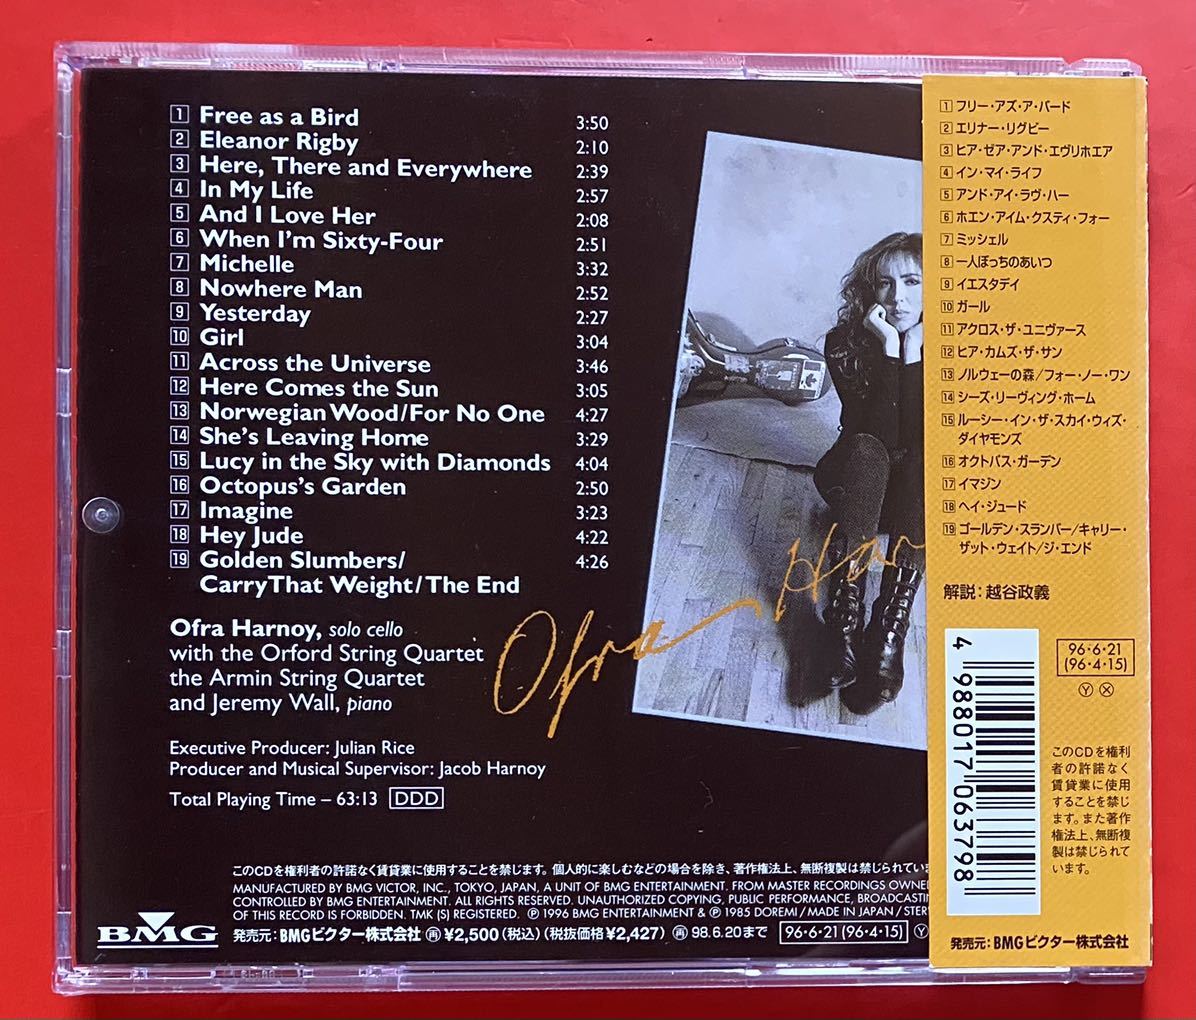 1 Free as a Bird 3:50
2 Eleanor Rigby 2:10
3 Here, There and Everywhere 2:39
4 In My Life 2:57
5 And I Love Her 2:08
6 When I'm Sixty-Four 2:51
7 Michelle 3:32
8 Nowhere Man 2:52
9 Yesterday 2:27
10 Girl 3:04
11 Across the Universe 3:46
12 Here Comes the Sun 3:05
13 Norwegian Wood/For No One 4:27
14 She's Leaving Home 3:29
15 Lucy in the Sky with Diamonds 4:04
16 Octopus's Garden 2:50
17 Imagine 3:23
18 Hey Jude 4:22
19 Golden Slumbers/ 4:26
Carry That Weight/The End
Ofra Harnoy, solo cello
with the Orford String Quartet
the Armin String Quartet
and Jeremy Wall, piano
Executive Producer: Julian Rice
Producer and Musical Supervisor: Jacob Harnoy
Total Playing Time – 63:13 DDD
Ofra Har
このCDを権利者の許諾なく賃貸業に使用することを禁じます。個人的に楽しむなどの場合を除き、著作権法上、無断複製は禁じられていま
MANUFACTURED BY BMG VICTOR, INC., TOKYO, JAPAN, A UNIT OF BMG ENTERTAINMENT. FROM MASTER RECORDINGS OWNED
CONTROLLED BY BMG ENTERTAINMENT. ALL RIGHTS RESERVED. UNAUTHORIZED COPYING, PUBLIC PERFORMANCE, BROADCASTIN
OF THIS RECORD IS FORBIDDEN. TMK (S) REGISTERED. ℗ 1996 BMG ENTERTAINMENT & ℗ 1985 DOREMI/MADE IN JAPAN/STER
BMG
発売元:BMGビクター株式会社 再 ¥2,500(税込)(税抜価格¥2,427) 再 98.6.20まで 96・6・21(96・4・15) Y
1 フリー・アズ・ア・バード
2 エリナー・リグビー
3 ヒア・ゼア・アンド・エヴリホエア
4 イン・マイ・ライフ
5 アンド・アイ・ラヴ・ハー
6 ホエン・アイム・クスティ・フォー
7 ミッシェル
8 一人ぼっちのあいつ
9 イエスタデイ
10 ガール
11 アクロス・ザ・ユニヴァース
12 ヒア・カムズ・ザ・サン
13 ノルウェーの森/フォー・ノー・ワン
14 シーズ・リーヴィング・ホーム
15 ルーシー・イン・ザ・スカイ・ウィズ・
ダイヤモンズ
16 オクトパス・ガーデン
17 イマジン
18 ヘイ・ジュード
19 ゴールデン・スランバー/キャリー・
ザット・ウェイト/ジ・エンド
解説:越谷政義
4 988017 063798
96・6・21
(96・4・15)
Y X
このCDを権利
者の許諾なく
賃貸業に使用
することを禁じ
ます。また著作
権法上、無断複
製は禁じられて
います。
発売元:BMGビクター株式会社